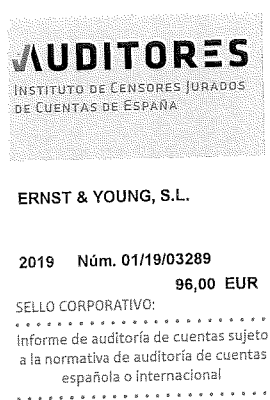 AUDITORES
INSTITUTO DE CENSORES JURADOS
DE CUENTAS DE ESPAÑA
ERNST & YOUNG, S.L.
2019 Núm. 01/19/03289
96,00 EUR
SELLO CORPORATIVO:
Informe de auditoría de cuentas sujeto
a la normativa de auditoría de cuentas
española o internacional